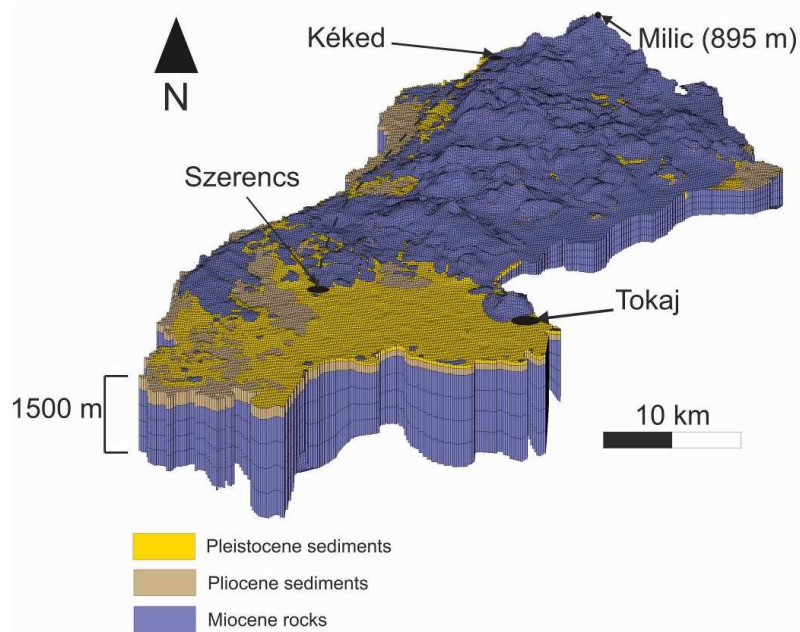 Kéked
Milic (895 m)
N
Szerencs
Tokaj
1500 m
10 km
Pleistocene sediments
Pliocene sediments
Miocene rocks